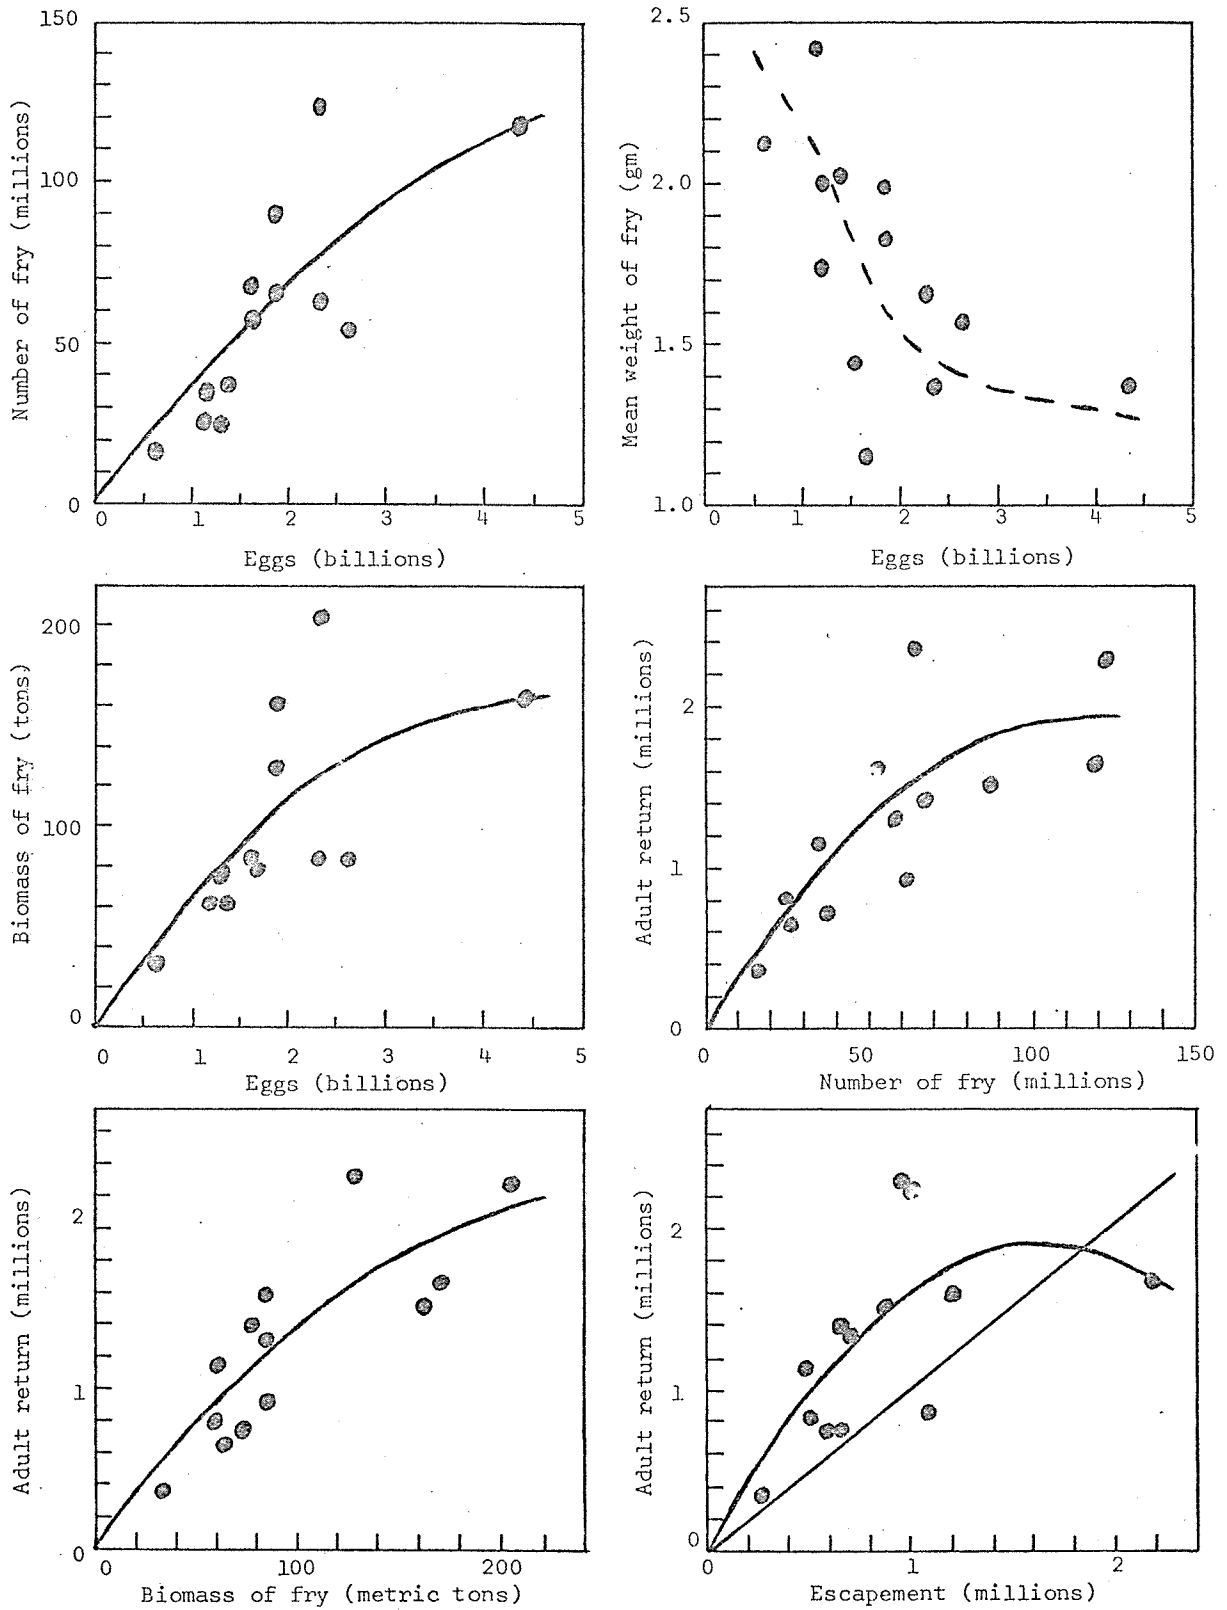 150
100
50
0
Number of fry (millions)
0 1 2 3 4 5
Eggs (billions)
2.5
2.0
1.5
1.0
Mean weight of fry (gm)
0 1 2 3 4 5
Eggs (billions)
200
100
0
Biomass of fry (tons)
0 1 2 3 4 5
Eggs (billions)
2
1
0
Adult return (millions)
0 50 100 150
Number of fry (millions)
2
1
0
Adult return (millions)
0 100 200
Biomass of fry (metric tons)
2
1
0
Adult return (millions)
0 1 2
Escapement (millions)